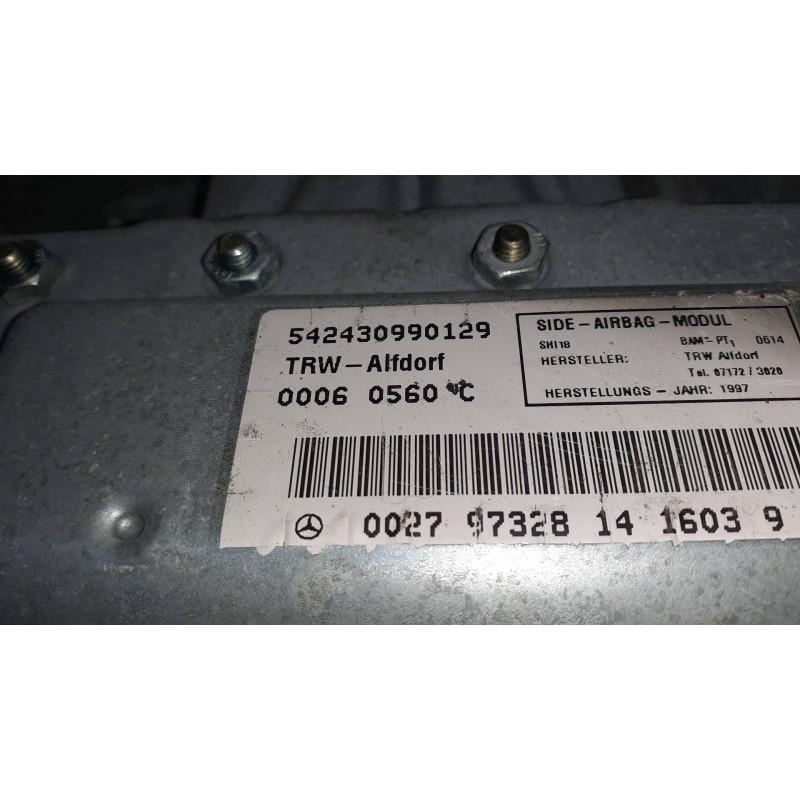 542430990129
TRW-Alfdorf
0006 0560 C
SIDE-AIRBAG-MODUL
SHI18 BAM-PT1 0614
HERSTELLER: TRW Alfdorf
Tel. 07172/3020
HERSTELLUNGS-JAHR: 1997
0027 97328 14 1603 9